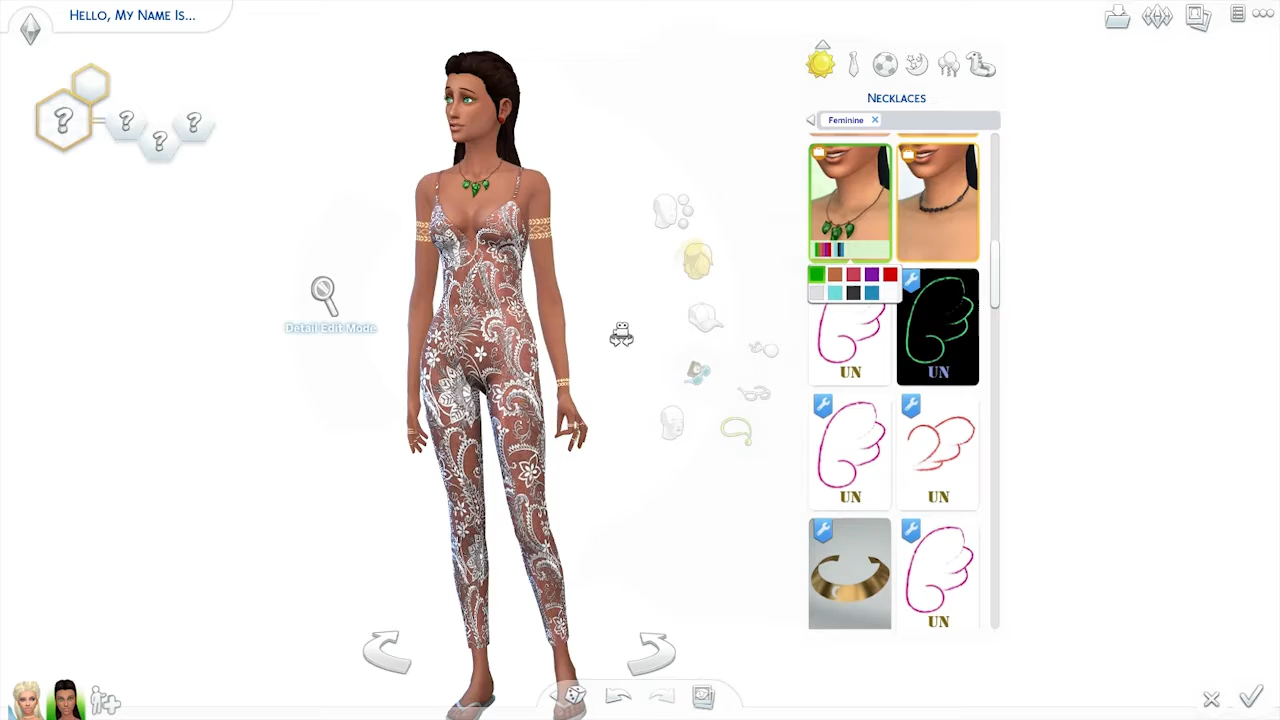 Hello, My Name Is...
Necklaces
Feminine
Detail Edit Mode
UN
UN
UN
UN
UN